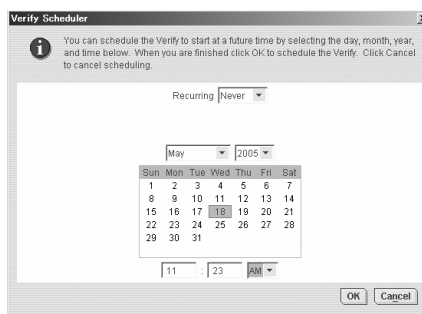 Verify Scheduler
You can schedule the Verify to start at a future time by selecting the day, month, year,
and time below. When you are finished click OK to schedule the Verify. Click Cancel
to cancel scheduling.
Recurring Never
May 2005
Sun Mon Tue Wed Thu Fri Sat
1 2 3 4 5 6 7
8 9 10 11 12 13 14
15 16 17 18 19 20 21
22 23 24 25 26 27 28
29 30 31
11 : 23 AM
OK Cancel